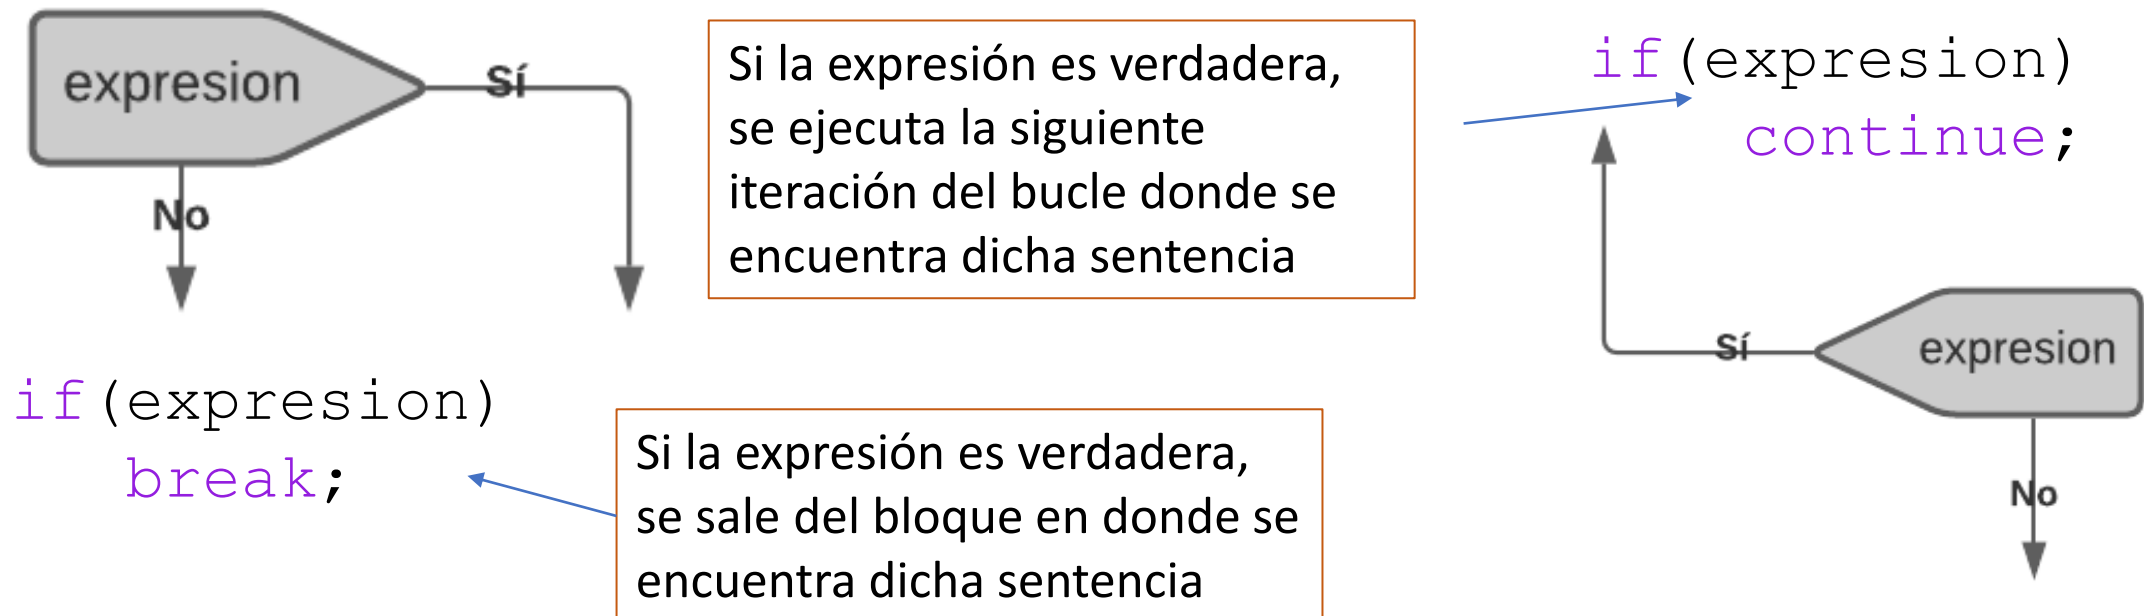 expresion
Sí
No
if(expresion)
break;
Si la expresión es verdadera,
se ejecuta la siguiente
iteración del bucle donde se
encuentra dicha sentencia
Si la expresión es verdadera,
se sale del bloque en donde se
encuentra dicha sentencia
if(expresion)
continue;
Sí
expresion
No